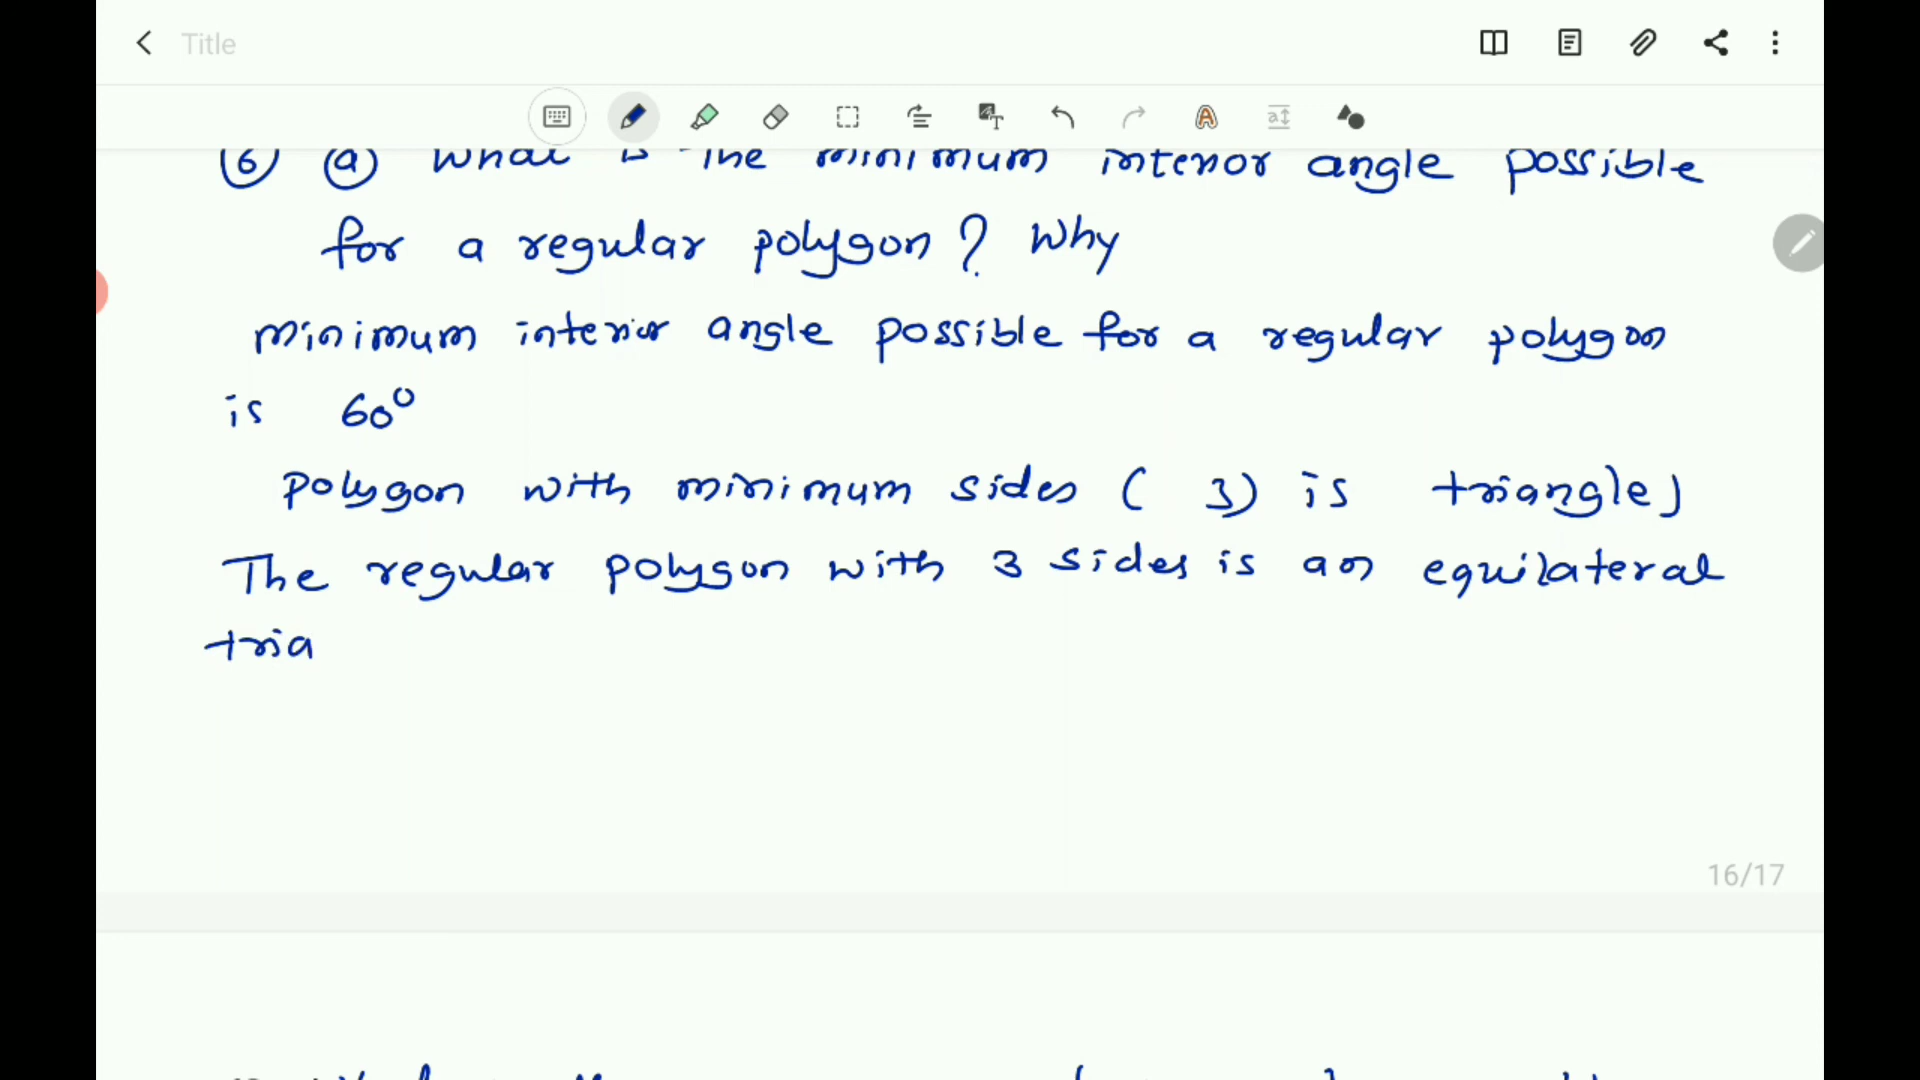 Title
6 a What is the minimum interior angle possible
for a regular polygon ? Why
minimum interior angle possible for a regular polygon
is 60°
polygon with minimum sides ( 3) is triangle)
The regular polygon with 3 sides is an equilateral
tria
16/17